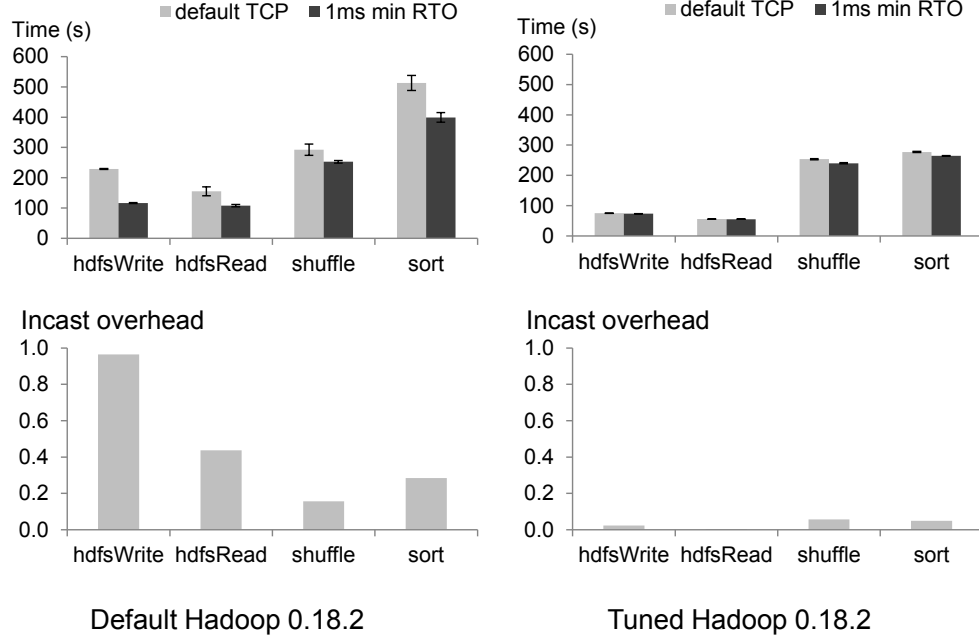 default TCP 1ms min RTO
Time (s)
600
500
400
300
200
100
0
hdfsWrite hdfsRead shuffle sort
default TCP 1ms min RTO
Time (s)
600
500
400
300
200
100
0
hdfsWrite hdfsRead shuffle sort
Incast overhead
1.0
0.8
0.6
0.4
0.2
0.0
hdfsWrite hdfsRead shuffle sort
Incast overhead
1.0
0.8
0.6
0.4
0.2
0.0
hdfsWrite hdfsRead shuffle sort
Default Hadoop 0.18.2
Tuned Hadoop 0.18.2